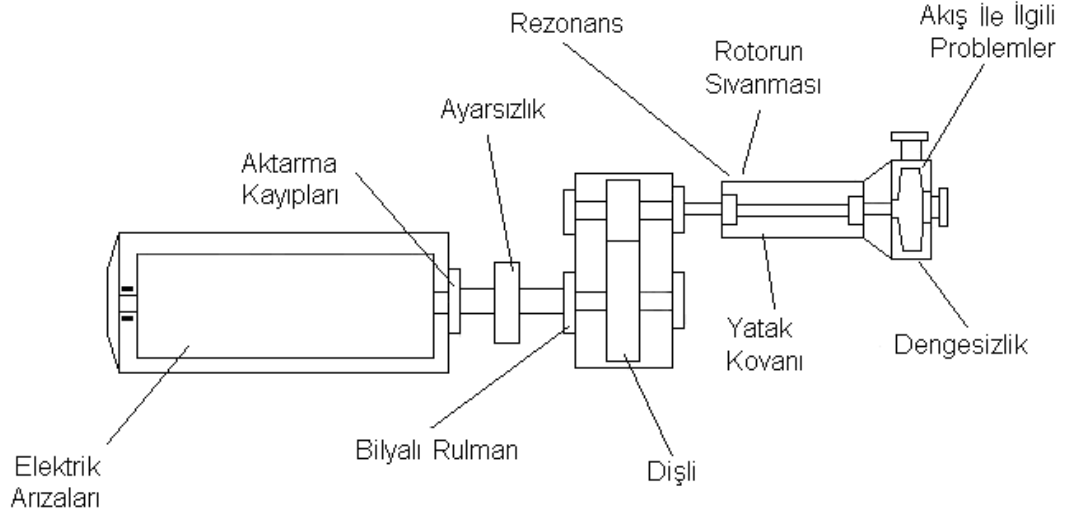 Rezonans
Akış İle İlgili
Problemler
Rotorun
Sıvanması
Ayarsızlık
Aktarma
Kayıpları
Yatak
Kovanı
Dengesizlik
Bilyalı Rulman
Dişli
Elektrik
Arızaları